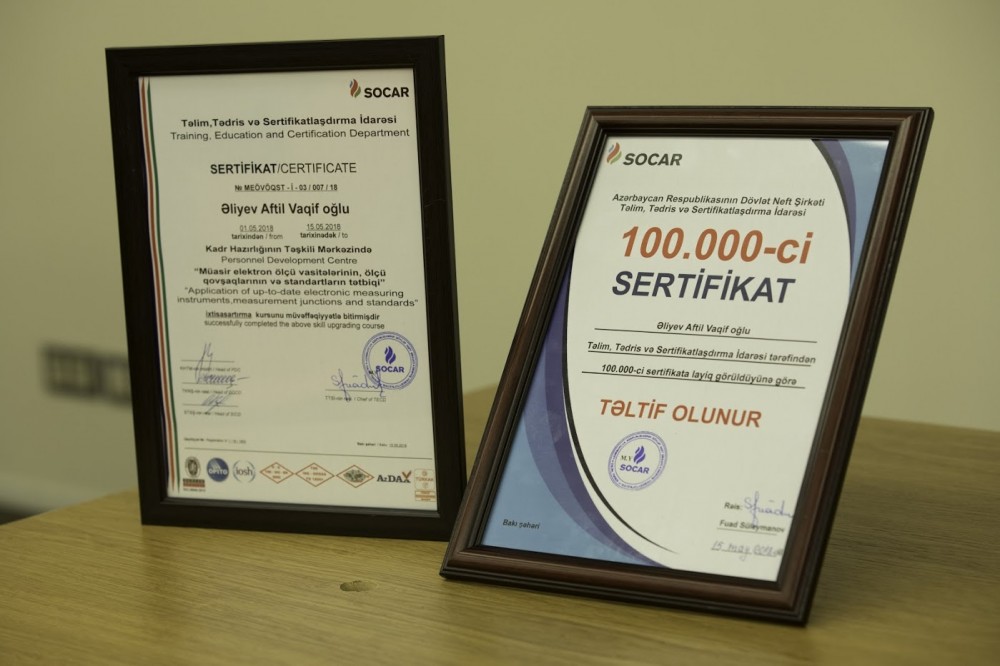 SOCAR
Təlim,Tədris və Sertifikatlaşdırma İdarəsi
Training, Education and Certification Department
SERTİFİKAT/CERTIFICATE
№ MEÖVÖQST - İ - 03 / 007 / 18
Əliyev Aftil Vaqif oğlu
01.05.2018 15.05.2018
tarixindən / from tarixinədək / to
Kadr Hazırlığının Təşkili Mərkəzində
Personnel Development Centre
"Müasir elektron ölçü vasitələrinin, ölçü
qovşaqlarının və standartların tətbiqi"
"Application of up-to-date electronic measuring
instruments,measurement junctions and standards"
ixtisasartırma kursunu müvəffəqiyyətlə bitirmişdir
successfully completed the above skill upgrading course
SOCAR
OPITO
iosh
AzDAX
SOCAR
Azərbaycan Respublikasının Dövlət Neft Şirkəti
Təlim, Tədris və Sertifikatlaşdırma İdarəsi
100.000-ci
SERTİFİKAT
Əliyev Aftil Vaqif oğlu
Təlim, Tədris və Sertifikatlaşdırma İdarəsi tərəfindən
100.000-ci sertifikata layiq görüldüyünə görə
TƏLTİF OLUNUR
M.Y
SOCAR
Rəis:
Fuad Süleymanov
Bakı şəhəri
15 may 2018